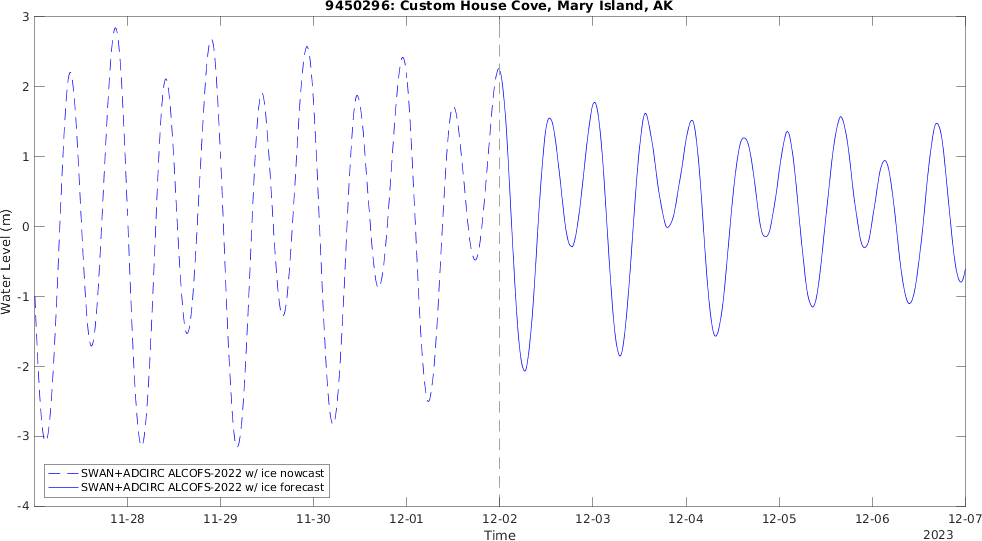 9450296: Custom House Cove, Mary Island, AK
3
2
1
0
-1
-2
-3
-4
Water Level (m)
SWAN+ADCIRC ALCOFS-2022 w/ ice nowcast
SWAN+ADCIRC ALCOFS-2022 w/ ice forecast
11-28 11-29 11-30 12-01 12-02 12-03 12-04 12-05 12-06 12-07
Time
2023